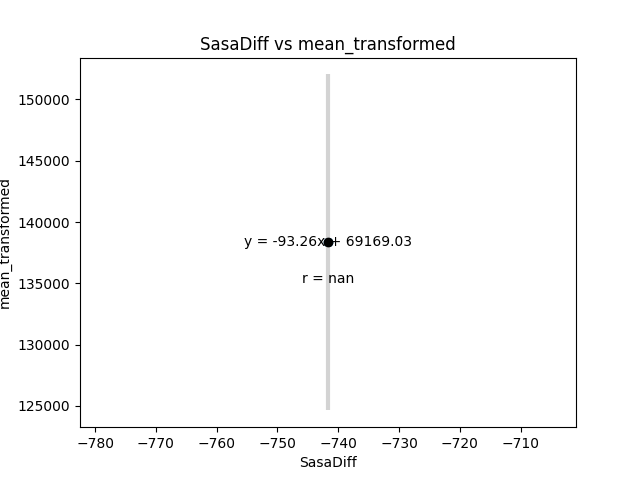 SasaDiff vs mean_transformed
150000
145000
140000
135000
130000
125000
mean_transformed
y = -93.26x + 69169.03
r = nan
−780
−770
−760
−750
−740
−730
−720
−710
SasaDiff